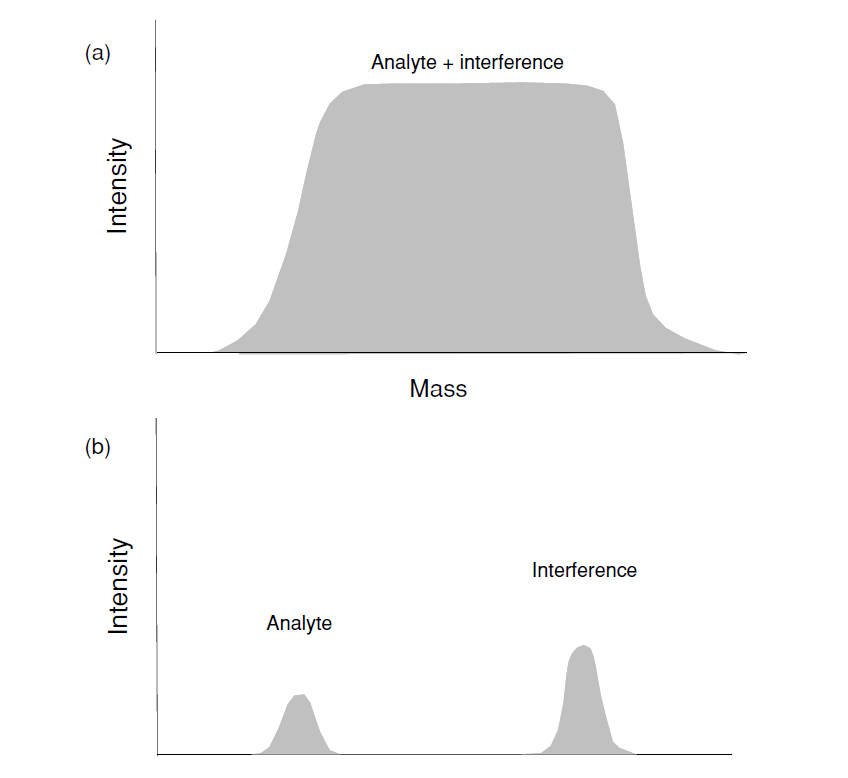 (a)
Analyte + interference
Intensity
Mass
(b)
Intensity
Interference
Analyte